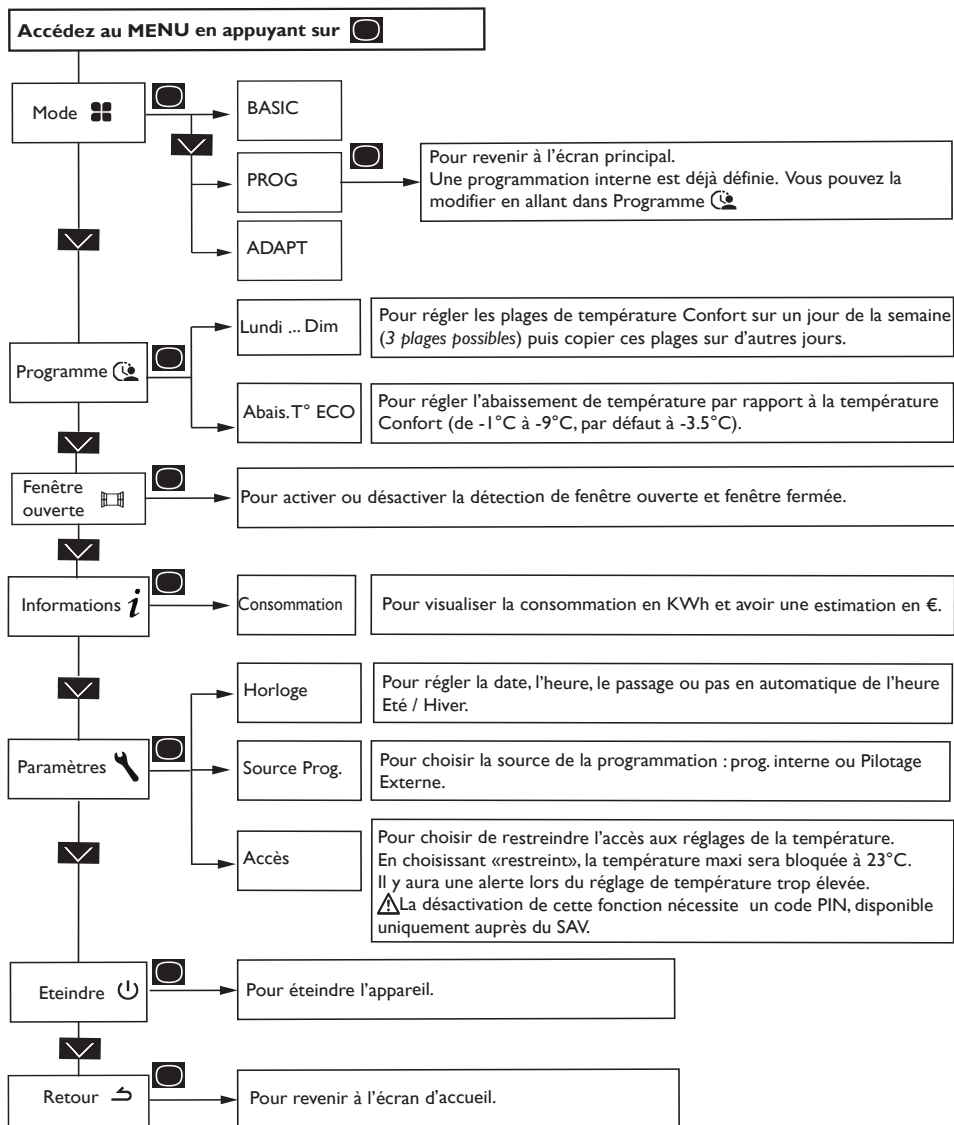 Accédez au MENU en appuyant sur
Mode
BASIC
PROG
Pour revenir à l'écran principal.
Une programmation interne est déjà définie. Vous pouvez la
modifier en allant dans Programme
ADAPT
Programme
Lundi ... Dim
Pour régler les plages de température Confort sur un jour de la semaine
(3 plages possibles) puis copier ces plages sur d'autres jours.
Abais.T° ECO
Pour régler l'abaissement de température par rapport à la température
Confort (de -1°C à -9°C, par défaut à -3.5°C).
Fenêtre
ouverte
Pour activer ou désactiver la détection de fenêtre ouverte et fenêtre fermée.
Informations i
Consommation
Pour visualiser la consommation en KWh et avoir une estimation en €.
Paramètres
Horloge
Pour régler la date, l'heure, le passage ou pas en automatique de l'heure
Eté / Hiver.
Source Prog.
Pour choisir la source de la programmation : prog. interne ou Pilotage
Externe.
Accès
Pour choisir de restreindre l'accès aux réglages de la température.
En choisissant «restreint», la température maxi sera bloquée à 23°C.
Il y aura une alerte lors du réglage de température trop élevée.
⚠La désactivation de cette fonction nécessite un code PIN, disponible
uniquement auprès du SAV.
Eteindre
Pour éteindre l'appareil.
Retour
Pour revenir à l'écran d'accueil.